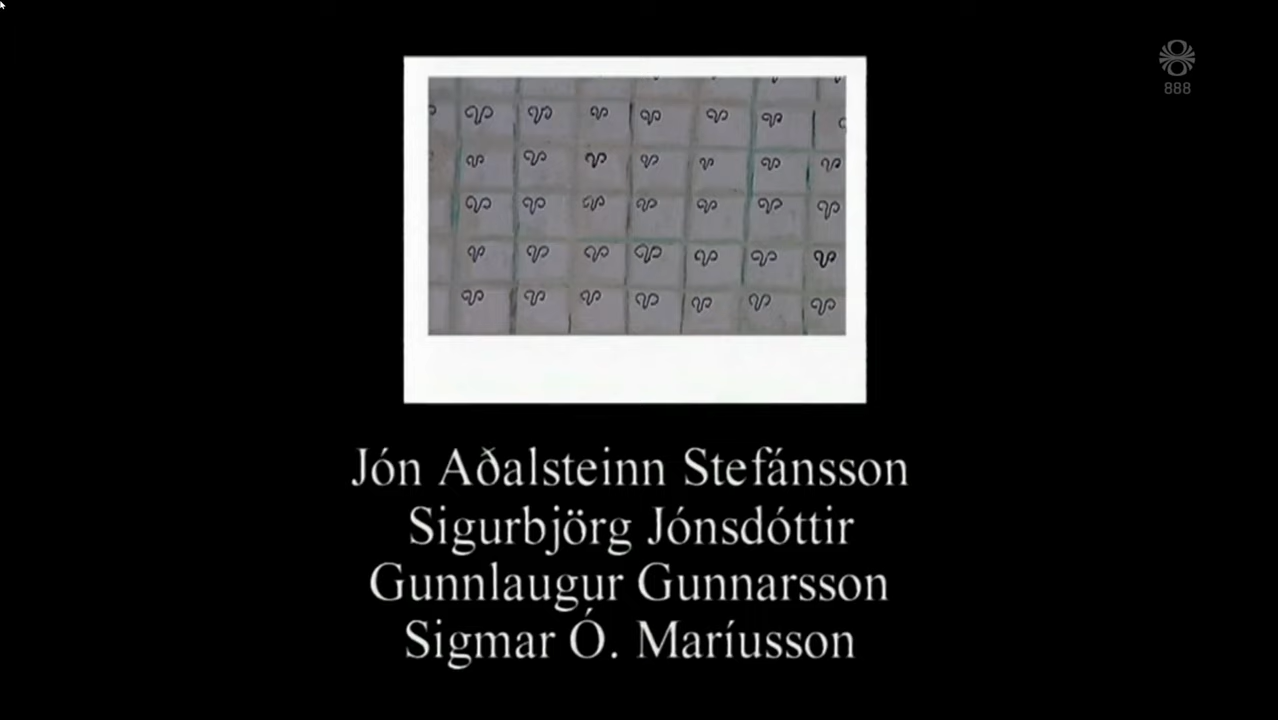 888
Jón Aðalsteinn Stefánsson
Sigurbjörg Jónsdóttir
Gunnlaugur Gunnarsson
Sigmar Ó. Maríusson